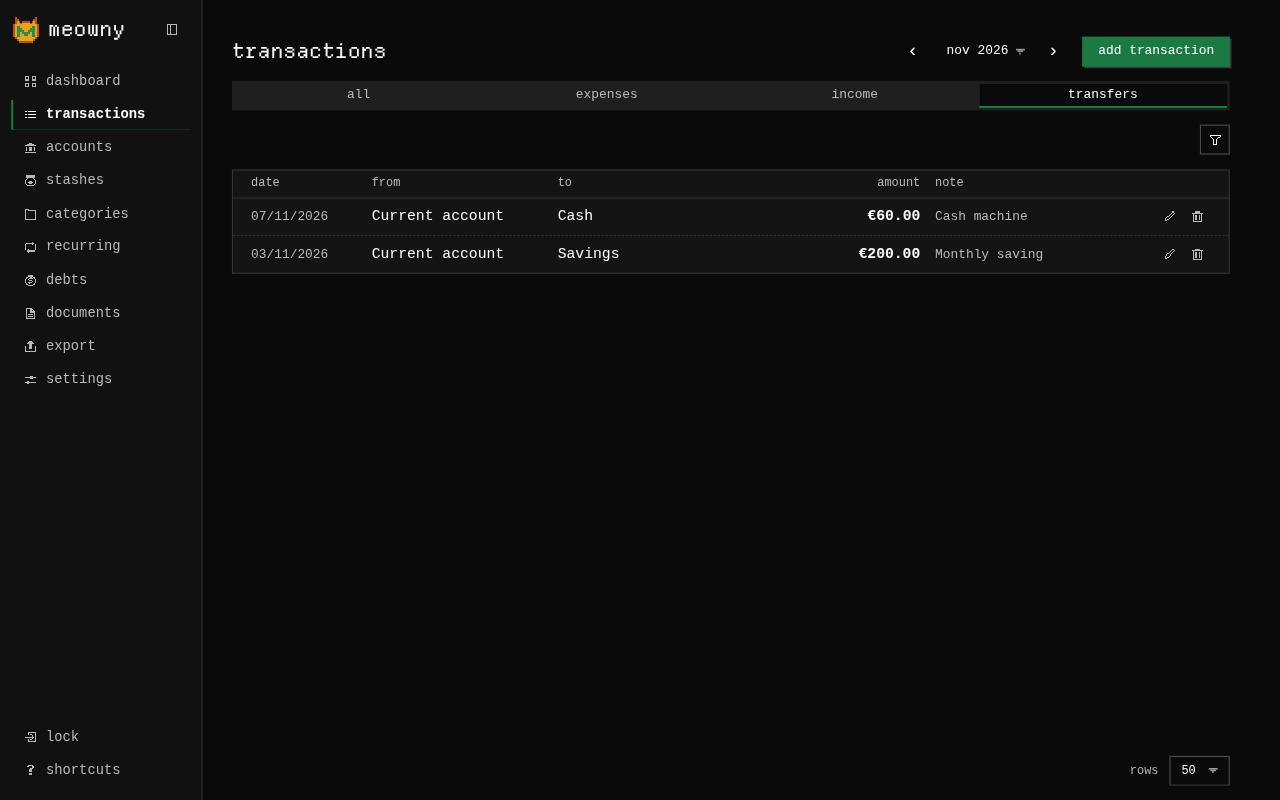 meowny
dashboard
transactions
accounts
stashes
categories
recurring
debts
documents
export
settings
lock
shortcuts
transactions
‹ nov 2026 › add transaction
all expenses income transfers
date from to amount note
07/11/2026 Current account Cash €60.00 Cash machine
03/11/2026 Current account Savings €200.00 Monthly saving
rows 50